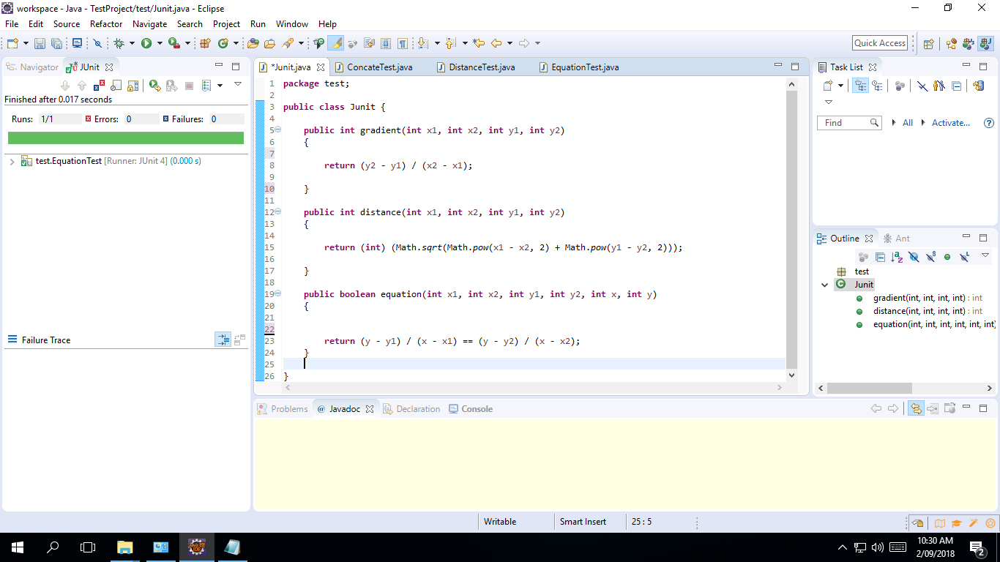 workspace - Java - TestProject/test/Junit.java - Eclipse
File Edit Source Refactor Navigate Search Project Run Window Help
Quick Access
Navigator JUnit
Finished after 0.017 seconds
Runs: 1/1 Errors: 0 Failures: 0
test.EquationTest [Runner: JUnit 4] (0.000 s)
Failure Trace
*Junit.java ConcateTest.java DistanceTest.java EquationTest.java
1 package test;
2
3 public class Junit {
4
5 public int gradient(int x1, int x2, int y1, int y2)
6 {
7
8 return (y2 - y1) / (x2 - x1);
9
10 }
11
12 public int distance(int x1, int x2, int y1, int y2)
13 {
14
15 return (int) (Math.sqrt(Math.pow(x1 - x2, 2) + Math.pow(y1 - y2, 2)));
16
17 }
18
19 public boolean equation(int x1, int x2, int y1, int y2, int x, int y)
20 {
21
22
23 return (y - y1) / (x - x1) == (y - y2) / (x - x2);
24 }
25
26 }
Task List
Find All Activate...
Outline Ant
test
Junit
gradient(int, int, int, int) : int
distance(int, int, int, int) : int
equation(int, int, int, int, int, int)
Problems @ Javadoc Declaration Console
Writable Smart Insert 25 : 5
10:30 AM
2/09/2018
2